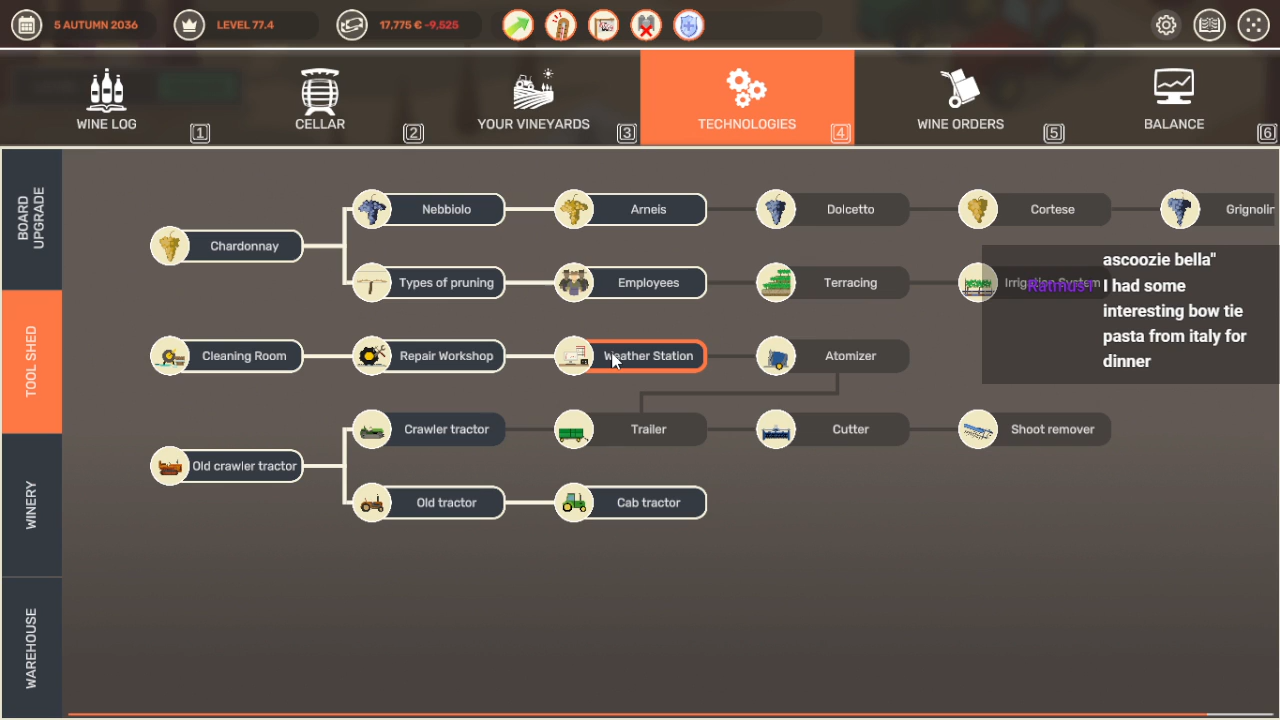 5 AUTUMN 2036
LEVEL 77.4
17,775 € -9,525
WINE LOG
1
CELLAR
2
YOUR VINEYARDS
3
TECHNOLOGIES
4
WINE ORDERS
5
BALANCE
6
BOARD
UPGRADE
TOOL SHED
WINERY
WAREHOUSE
Nebbiolo
Arneis
Dolcetto
Cortese
Grignolin
Chardonnay
Types of pruning
Employees
Terracing
Irrigation System
Cleaning Room
Repair Workshop
Weather Station
Atomizer
Crawler tractor
Trailer
Cutter
Shoot remover
Old crawler tractor
Old tractor
Cab tractor
ascoozie bella"
I had some
interesting bow tie
pasta from italy for
dinner